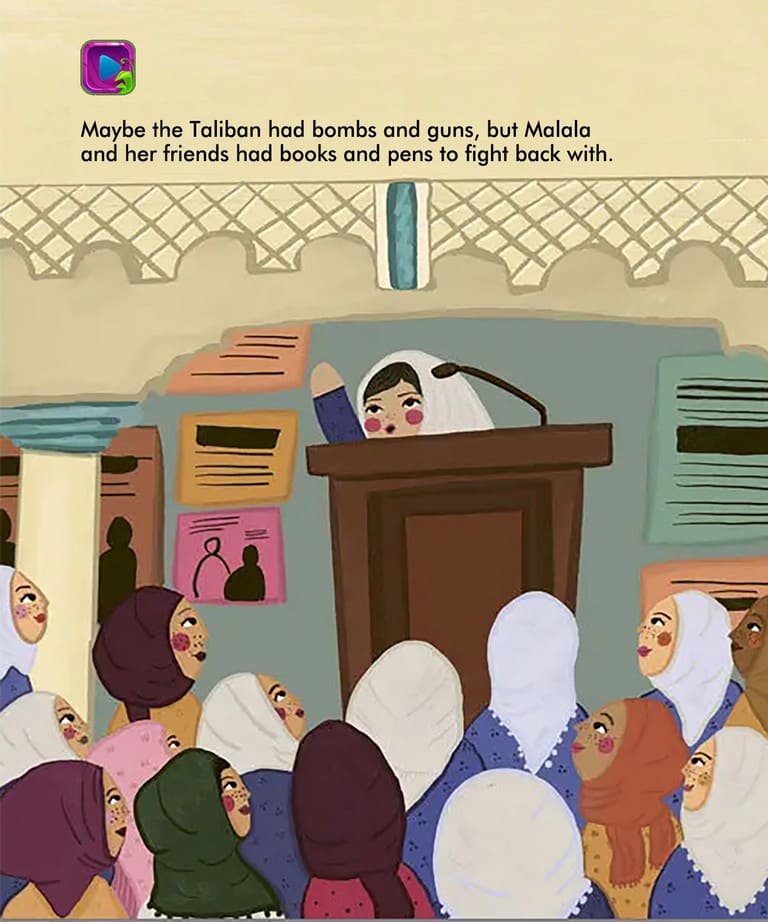 Maybe the Taliban had bombs and guns, but Malala
and her friends had books and pens to fight back with.